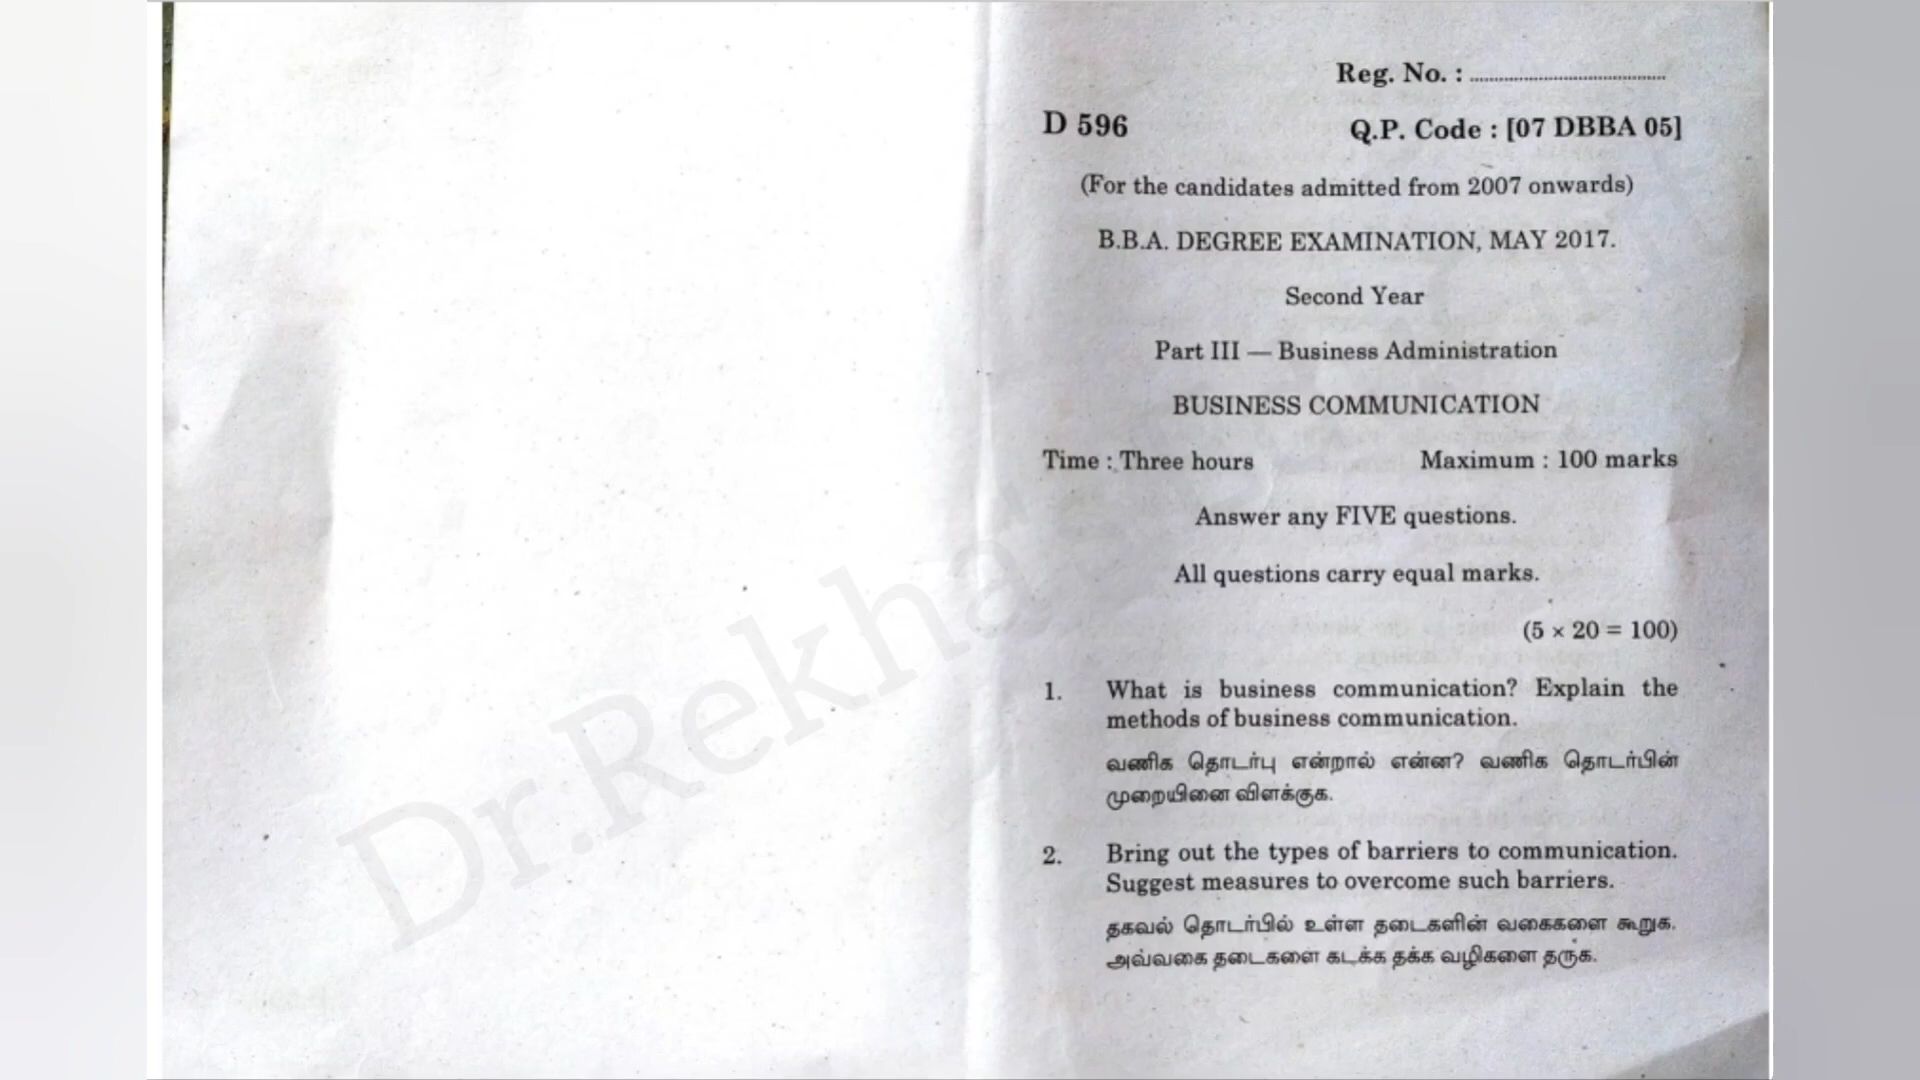 Reg. No. : ........................................
D 596 Q.P. Code : [07 DBBA 05]
(For the candidates admitted from 2007 onwards)
B.B.A. DEGREE EXAMINATION, MAY 2017.
Second Year
Part III — Business Administration
BUSINESS COMMUNICATION
Time : Three hours Maximum : 100 marks
Answer any FIVE questions.
All questions carry equal marks.
(5 × 20 = 100)
1. What is business communication? Explain the
methods of business communication.
வணிக தொடர்பு என்றால் என்ன? வணிக தொடர்பின்
முறையினை விளக்குக.
2. Bring out the types of barriers to communication.
Suggest measures to overcome such barriers.
தகவல் தொடர்பில் உள்ள தடைகளின் வகைகளை கூறுக.
அவ்வகை தடைகளை கடக்க தக்க வழிகளை தருக.
Dr.Rekha